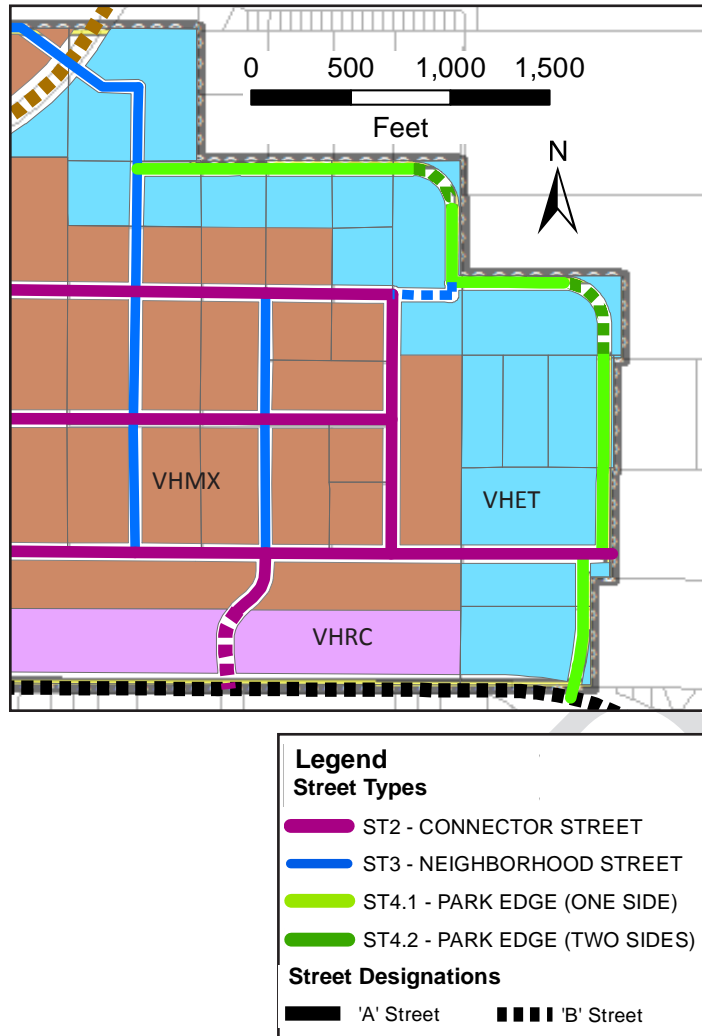 0 500 1,000 1,500
Feet
N
VHMX
VHET
VHRC
Legend
Street Types
ST2 - CONNECTOR STREET
ST3 - NEIGHBORHOOD STREET
ST4.1 - PARK EDGE (ONE SIDE)
ST4.2 - PARK EDGE (TWO SIDES)
Street Designations
'A' Street 'B' Street